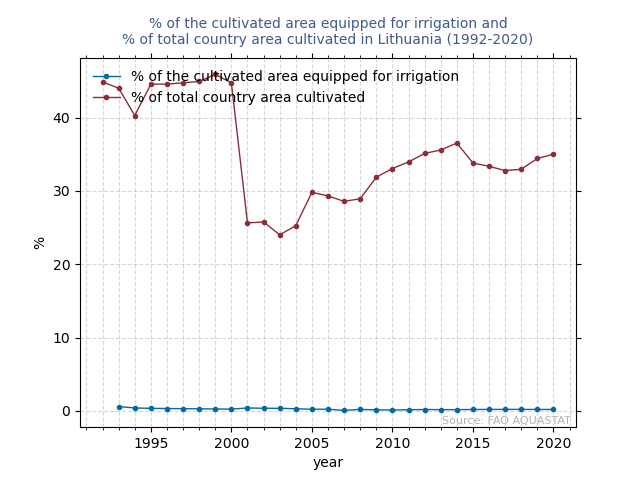 % of the cultivated area equipped for irrigation and
% of total country area cultivated in Lithuania (1992-2020)
% of the cultivated area equipped for irrigation
% of total country area cultivated
%
40
30
20
10
0
Source: FAO AQUASTAT
1995 2000 2005 2010 2015 2020
year